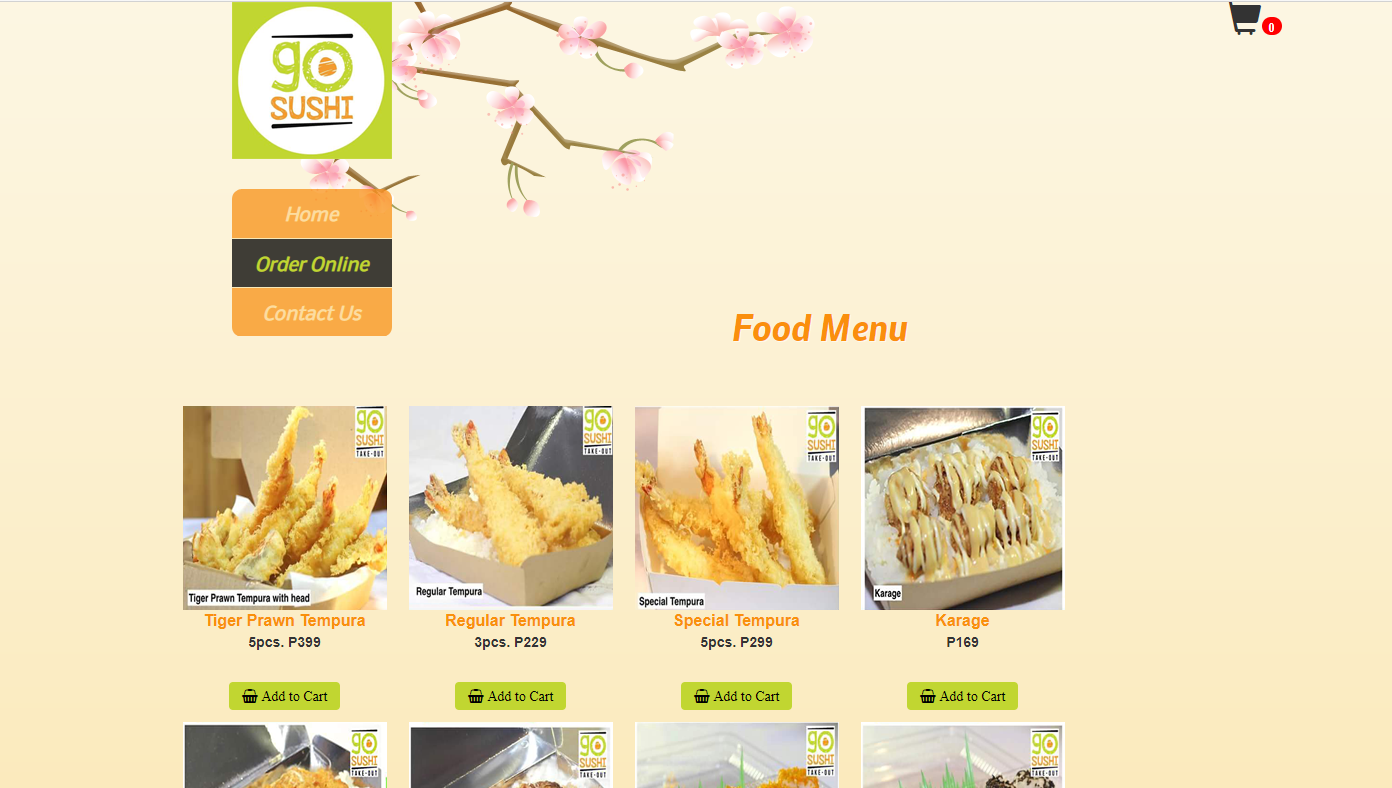 go
SUSHI
0
Home
Order Online
Contact Us
Food Menu
go
SUSHI
TAKE-OUT
Tiger Prawn Tempura with head
go
SUSHI
TAKE-OUT
Regular Tempura
go
SUSHI
TAKE-OUT
Special Tempura
go
SUSHI
TAKE-OUT
Karage
Tiger Prawn Tempura
5pcs. P399
Add to Cart
Regular Tempura
3pcs. P229
Add to Cart
Special Tempura
5pcs. P299
Add to Cart
Karage
P169
Add to Cart
go
SUSHI
TAKE-OUT
go
SUSHI
TAKE-OUT
go
SUSHI
TAKE-OUT
go
SUSHI
TAKE-OUT